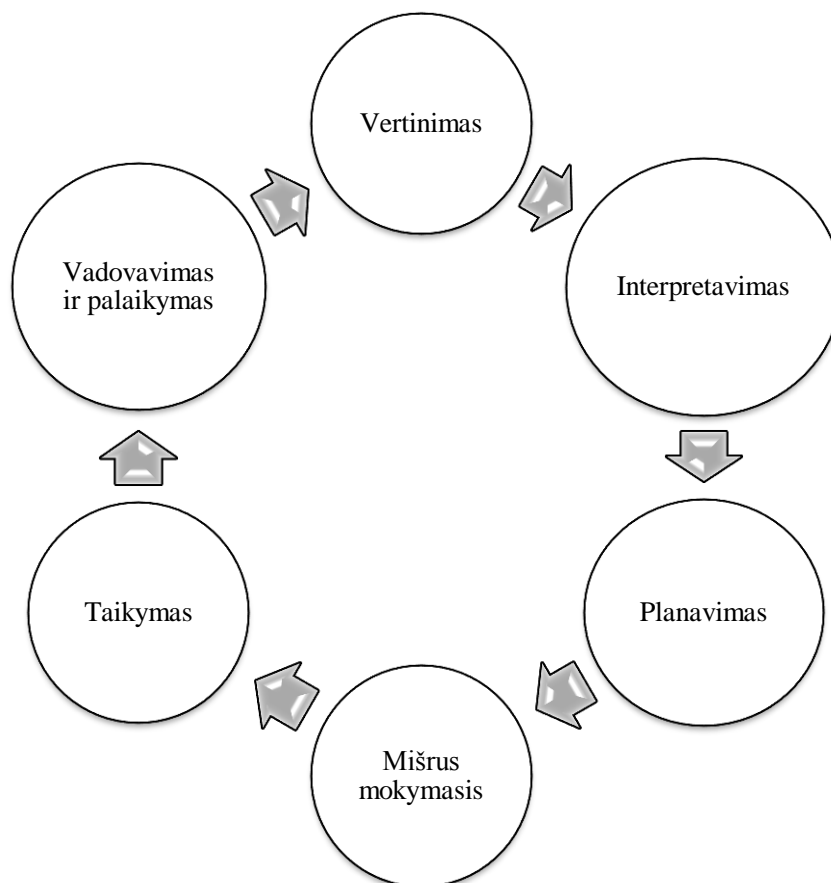 Vertinimas
Interpretavimas
Planavimas
Mišrus
mokymasis
Taikymas
Vadovavimas
ir palaikymas